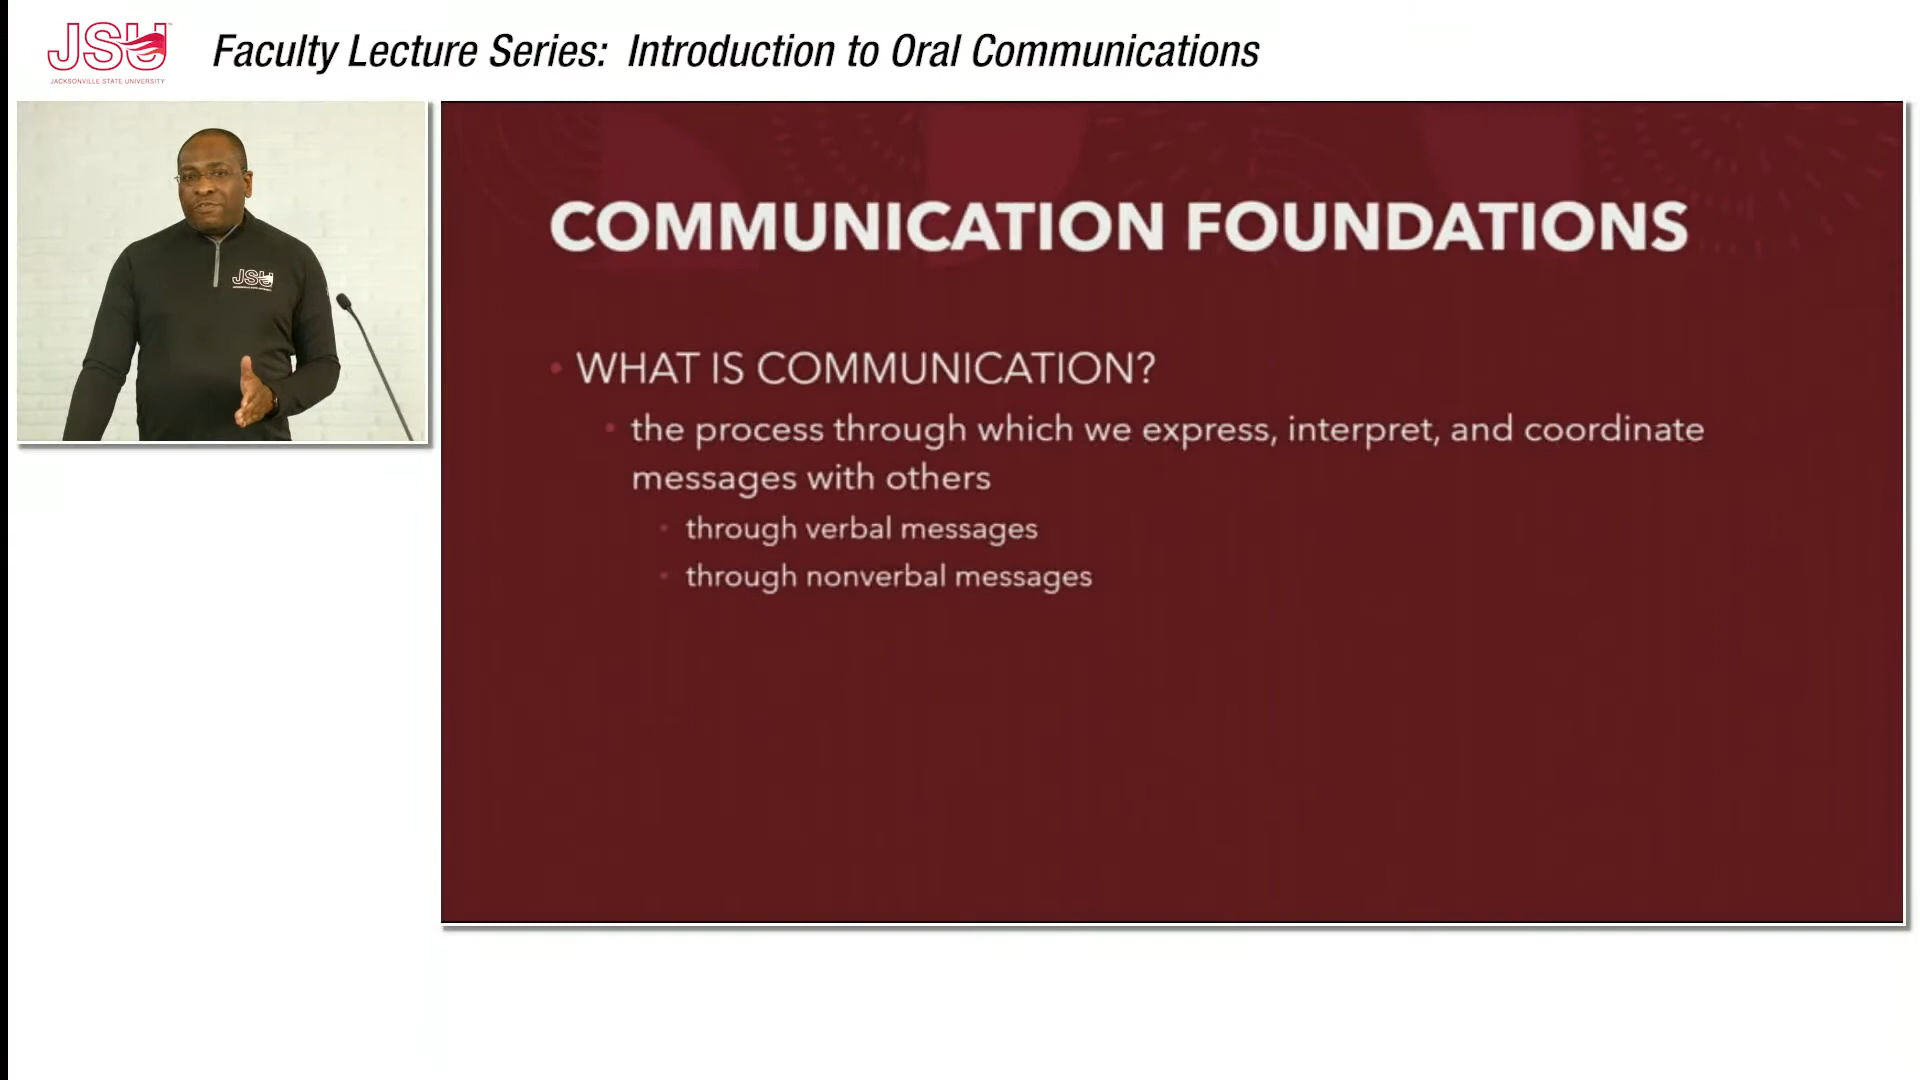 JSU
JACKSONVILLE STATE UNIVERSITY
Faculty Lecture Series: Introduction to Oral Communications
JSU
COMMUNICATION FOUNDATIONS
• WHAT IS COMMUNICATION?
• the process through which we express, interpret, and coordinate
messages with others
• through verbal messages
• through nonverbal messages